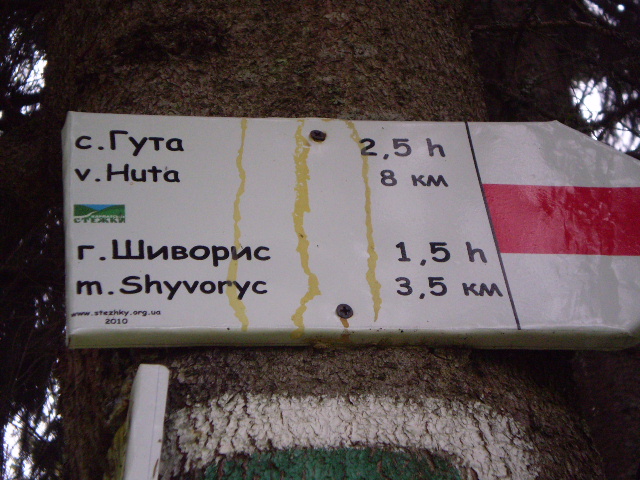 с.Гута 2,5 h
v.Huta 8 км
СТЕЖКИ
г.Шиворис 1,5 h
m.Shyvoryc 3,5 км
www.stezhky.org.ua
2010